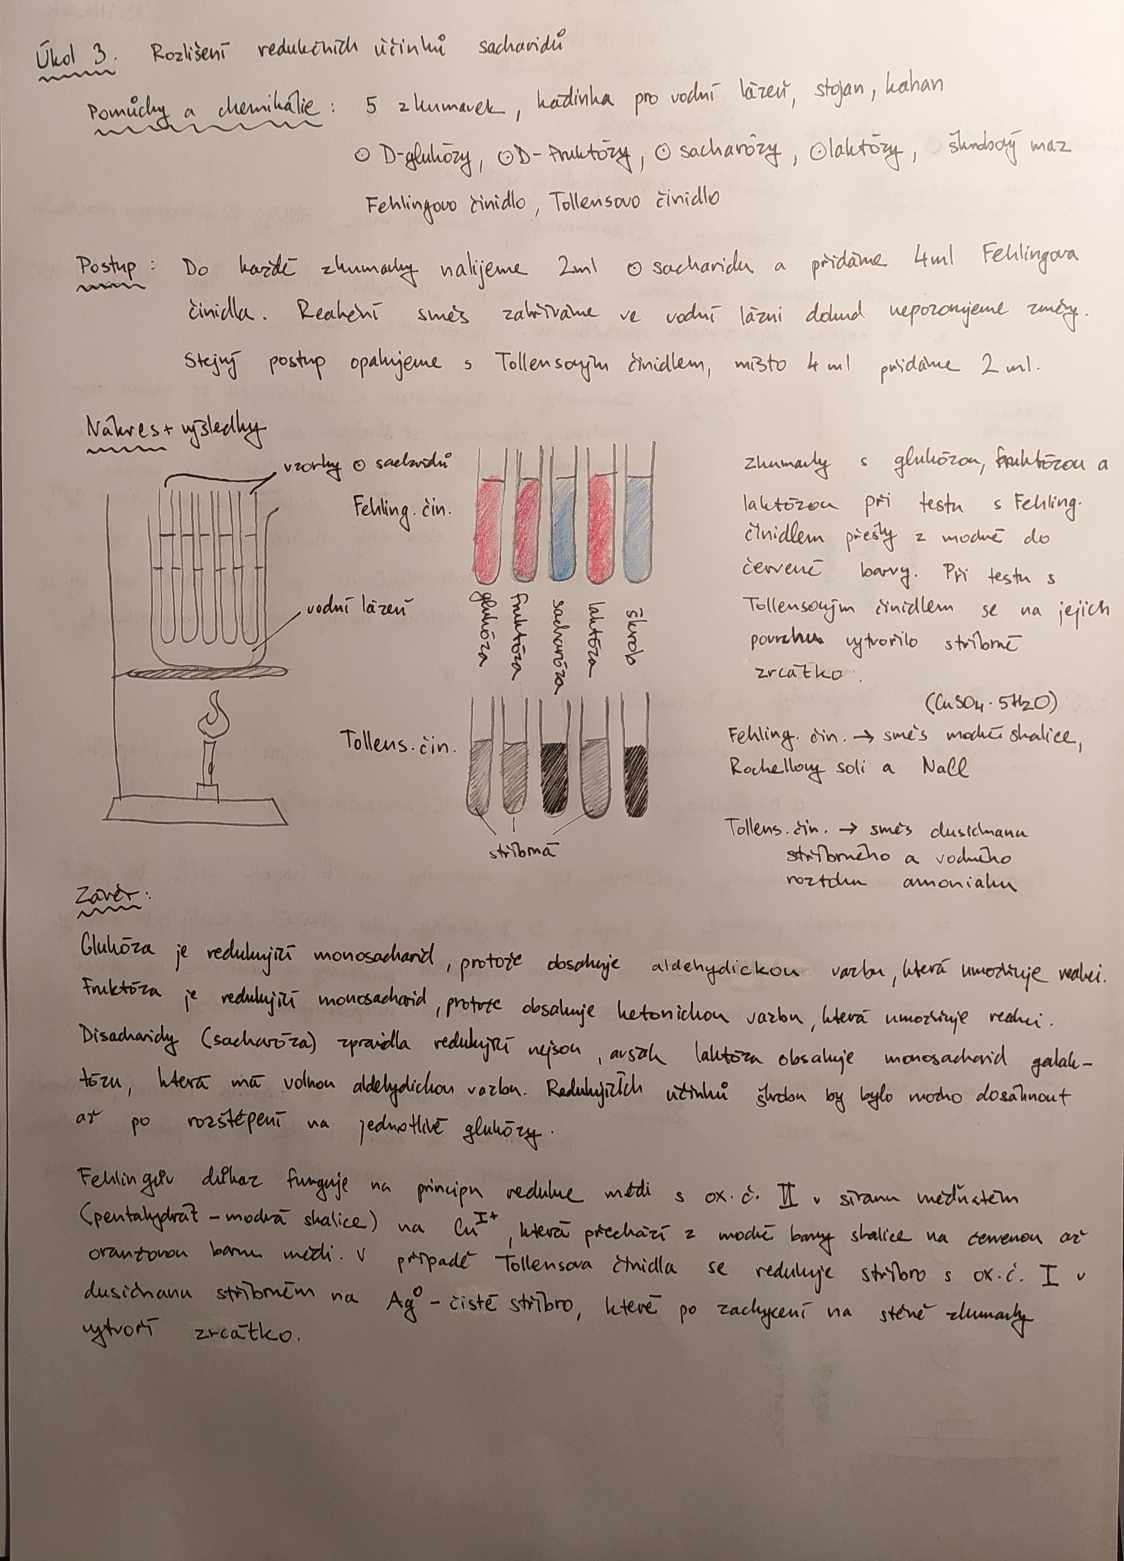 Úkol 3. Rozlišení redukčních účinků sacharidů
Pomůcky a chemikálie: 5 zkumavek, kádinka pro vodní lázeň, stojan, kahan
⊙ D-glukózy, ⊙ D-fruktózy, ⊙ sacharózy, ⊙ laktózy, škrobový maz
Fehlingovo činidlo, Tollensovo činidlo
Postup: Do každé zkumavky nalijeme 2ml ⊙ sacharidu a přidáme 4ml Fehlingova
činidla. Reakční směs zahříváme ve vodní lázni dokud nepozorujeme změny.
Stejný postup opakujeme s Tollensovým činidlem, místo 4 ml přidáme 2 ml.
Nákres + výsledky
vzorky ⊙ sacharidů
Fehling. čin.
vodní lázeň
glukóza
fruktóza
sacharóza
laktóza
škrob
Tollens. čin.
stříbrná
zkumavky s glukózou, fruktózou a
laktózou při testu s Fehling.
činidlem přešly z modré do
červené barvy. Při testu s
Tollensovým činidlem se na jejich
povrchu vytvořilo stříbrné
zrcátko.
(CuSO4 · 5H2O)
Fehling. čin. → směs modré skalice,
Rochellovy soli a NaCl
Tollens. čin. → směs dusičnanu
stříbrného a vodného
roztoku amoniaku
Závěr:
Glukóza je redukující monosacharid, protože obsahuje aldehydickou vazbu, která umožňuje reakci.
Fruktóza je redukující monosacharid, protože obsahuje ketonickou vazbu, která umožňuje reakci.
Disacharidy (sacharóza) zpravidla redukující nejsou, avšak laktóza obsahuje monosacharid galak-
tózu, která má volnou aldehydickou vazbu. Redukujících účinků škrobu by bylo možno dosáhnout
až po rozštěpení na jednotlivé glukózy.
Fehlingův důkaz funguje na principu redukce mědi s ox.č. II v síranu měďnatém
(pentahydrát - modrá skalice) na Cu I+, která přechází z modré barvy skalice na červenou až
oranžovou barvu mědi. V případě Tollensova činidla se redukuje stříbro s ox.č. I v
dusičnanu stříbrném na Ag0 - čisté stříbro, které po zachycení na stěně zkumavky
vytvoří zrcátko.